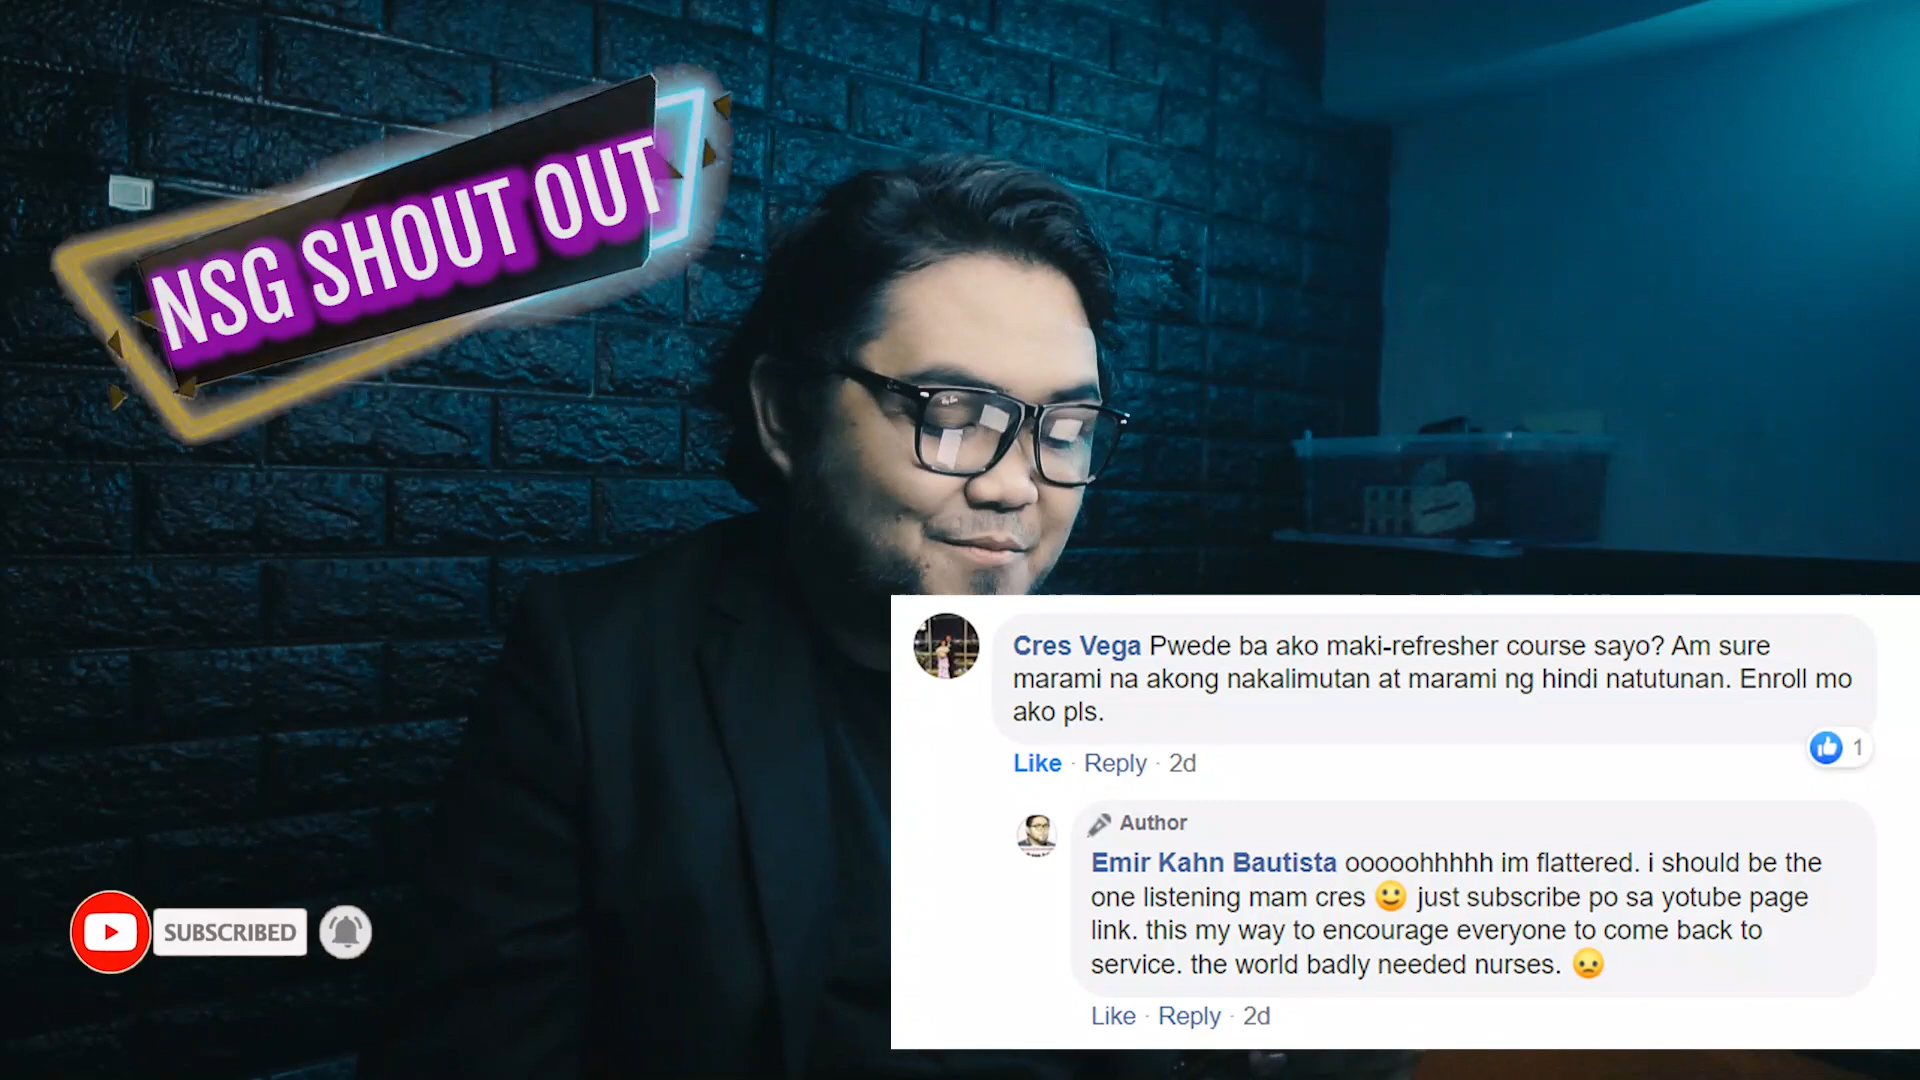 NSG SHOUT OUT
Cres Vega Pwede ba ako maki-refresher course sayo? Am sure
marami na akong nakalimutan at marami ng hindi natutunan. Enroll mo
ako pls.
1
Like · Reply · 2d
Author
Emir Kahn Bautista ooooohhhhh im flattered. i should be the
one listening mam cres 🙂 just subscribe po sa yotube page
link. this my way to encourage everyone to come back to
service. the world badly needed nurses. 😞
Like · Reply · 2d
SUBSCRIBED